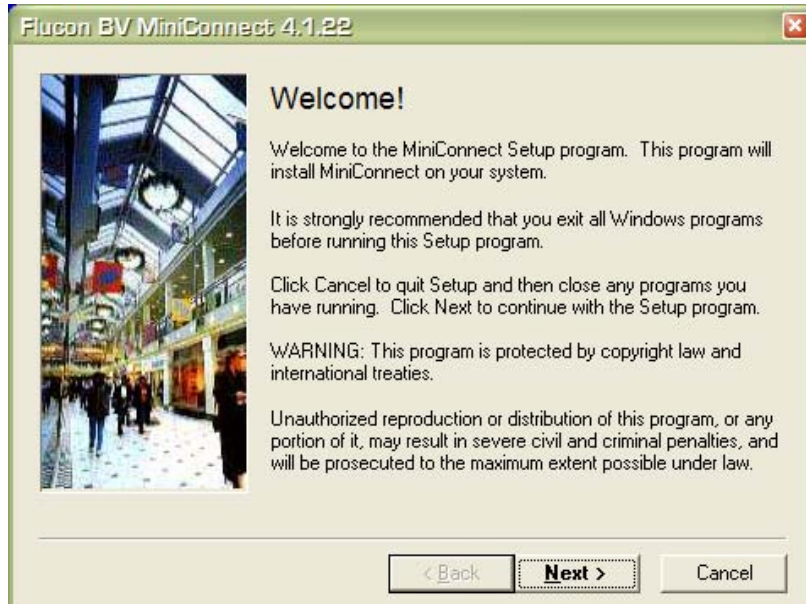 Flucon BV MiniConnect 4.1.22
Welcome!
Welcome to the MiniConnect Setup program. This program will
install MiniConnect on your system.
It is strongly recommended that you exit all Windows programs
before running this Setup program.
Click Cancel to quit Setup and then close any programs you
have running. Click Next to continue with the Setup program.
WARNING: This program is protected by copyright law and
international treaties.
Unauthorized reproduction or distribution of this program, or any
portion of it, may result in severe civil and criminal penalties, and
will be prosecuted to the maximum extent possible under law.
< Back Next > Cancel